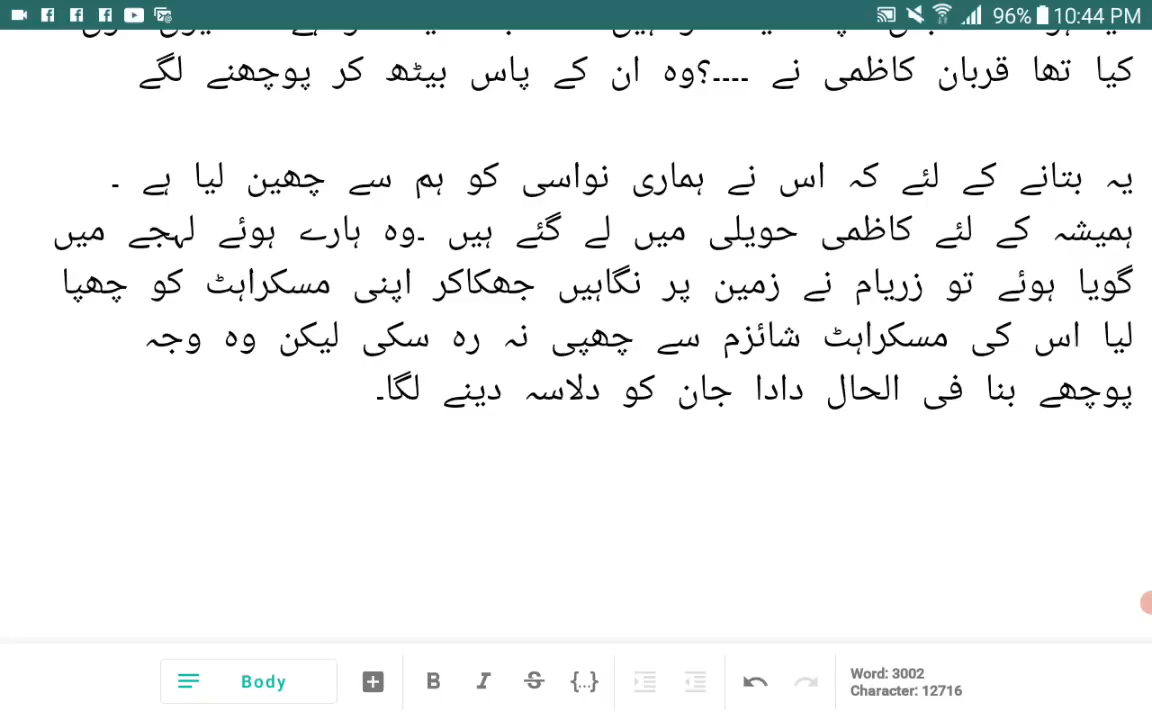 96% 10:44 PM
کیا تھا قربان کاظمی نے ۔۔۔۔؟وہ ان کے پاس بیٹھ کر پوچھنے لگے
یہ بتانے کے لئے کہ اس نے ہماری نواسی کو ہم سے چھین لیا ہے ۔
ہمیشہ کے لئے کاظمی حویلی میں لے گئے ہیں ۔وہ ہارے ہوئے لہجے میں
گویا ہوئے تو زریام نے زمین پر نگاہیں جھکاکر اپنی مسکراہٹ کو چھپا
لیا اس کی مسکراہٹ شائزم سے چھپی نہ رہ سکی لیکن وہ وجہ
پوچھے بنا فی الحال دادا جان کو دلاسہ دینے لگا۔
Body B I S {...} Word: 3002
Character: 12716